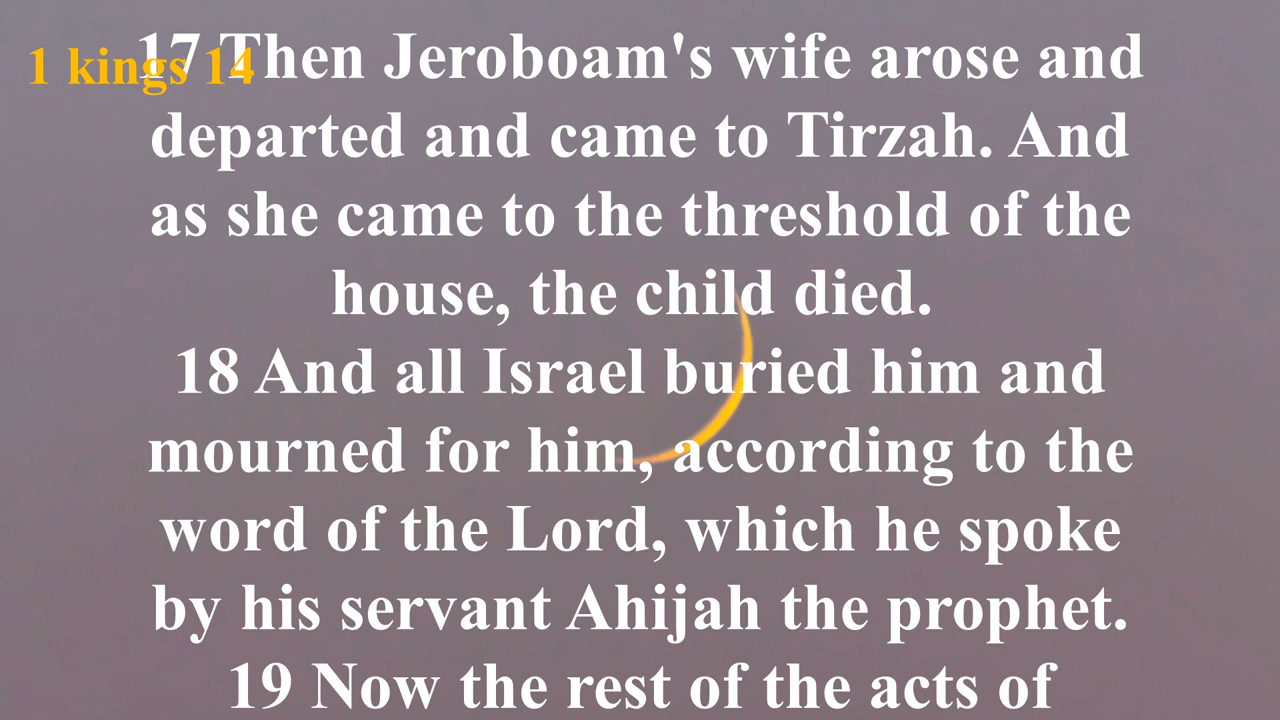 1 kings 14
17 Then Jeroboam's wife arose and
departed and came to Tirzah. And
as she came to the threshold of the
house, the child died.
18 And all Israel buried him and
mourned for him, according to the
word of the Lord, which he spoke
by his servant Ahijah the prophet.
19 Now the rest of the acts of